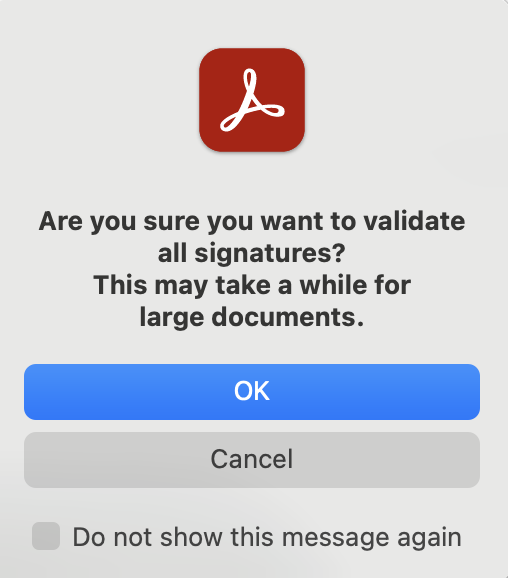 Are you sure you want to validate
all signatures?
This may take a while for
large documents.
OK
Cancel
Do not show this message again